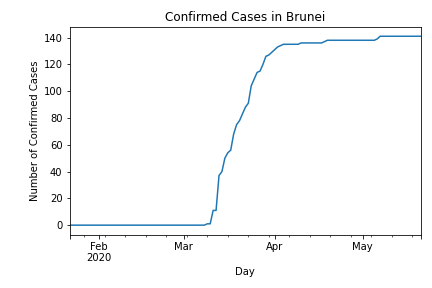 Confirmed Cases in Brunei
Number of Confirmed Cases
140
120
100
80
60
40
20
0
Feb Mar Apr May
2020
Day